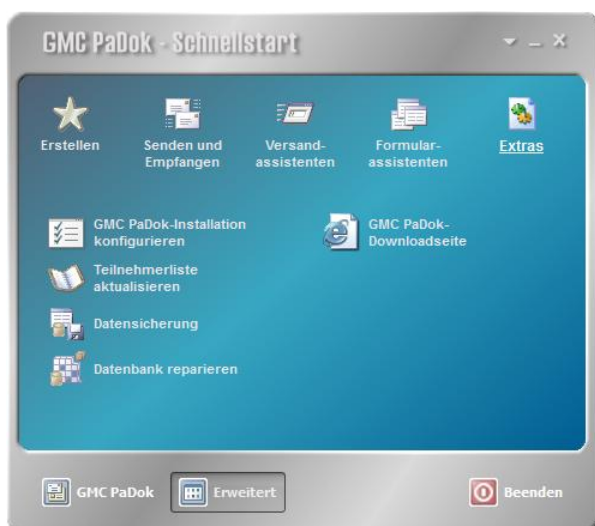 GMC PaDok - Schnellstart
Erstellen
Senden und
Empfangen
Versand-
assistenten
Formular-
assistenten
Extras
GMC PaDok-Installation
konfigurieren
GMC PaDok-
Downloadseite
Teilnehmerliste
aktualisieren
Datensicherung
Datenbank reparieren
GMC PaDok
Erweitert
Beenden